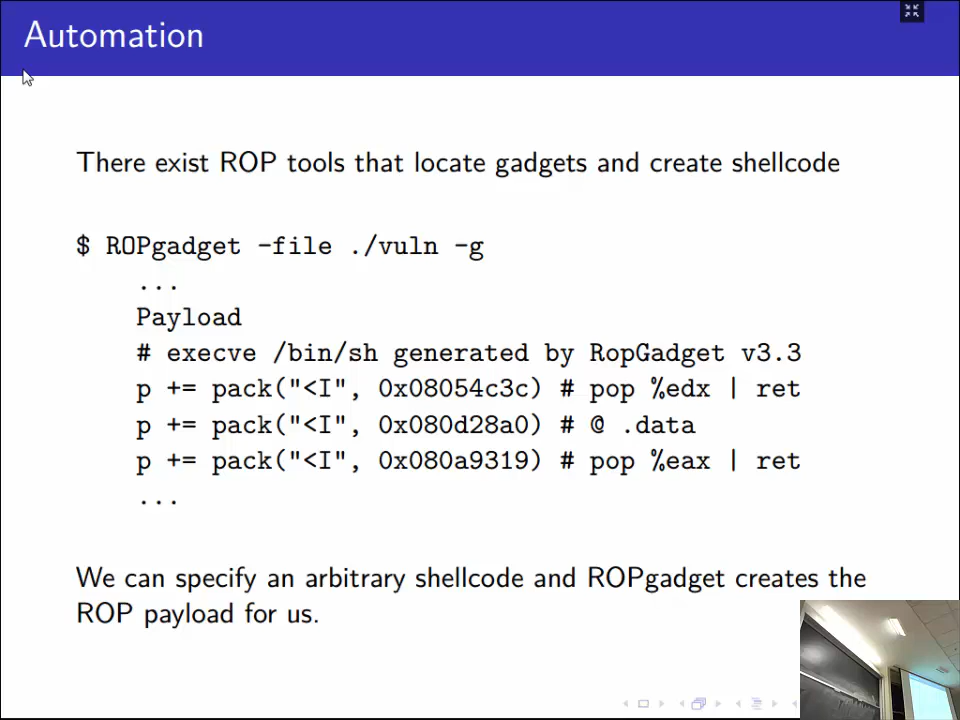 Automation
There exist ROP tools that locate gadgets and create shellcode
$ ROPgadget -file ./vuln -g
...
Payload
# execve /bin/sh generated by RopGadget v3.3
p += pack("<I", 0x08054c3c) # pop %edx | ret
p += pack("<I", 0x080d28a0) # @ .data
p += pack("<I", 0x080a9319) # pop %eax | ret
...
We can specify an arbitrary shellcode and ROPgadget creates the
ROP payload for us.